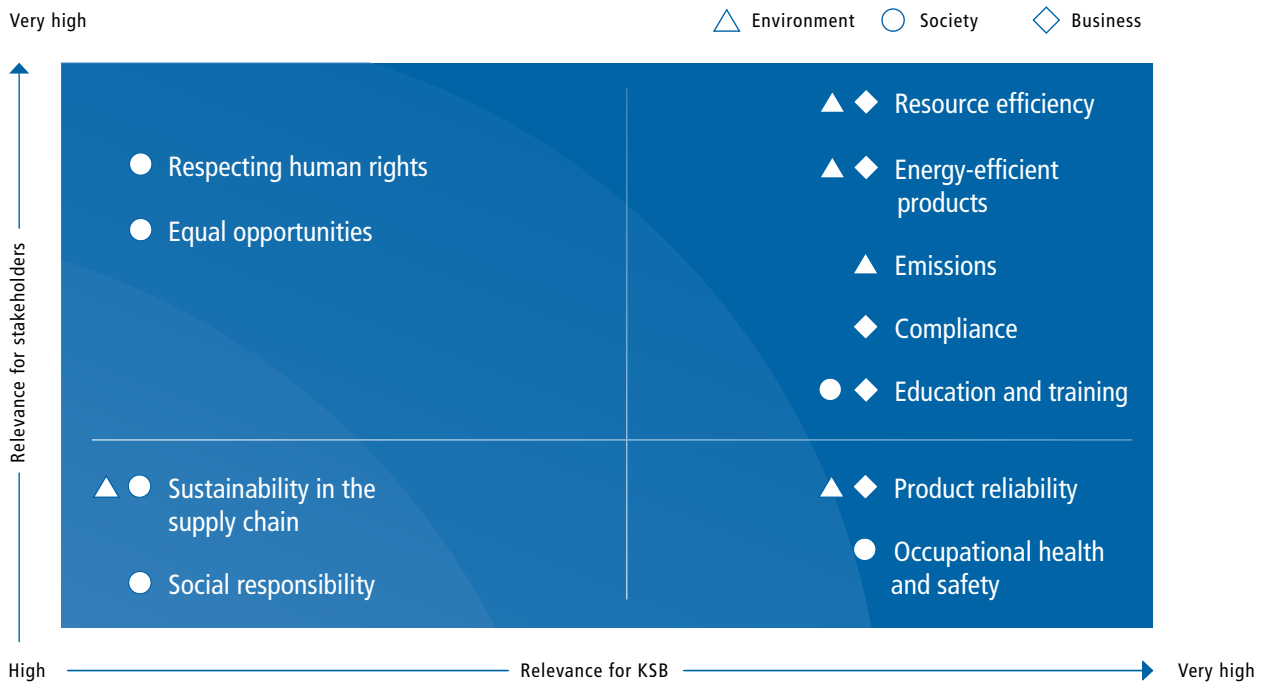 Very high
Environment
Society
Business
Resource efficiency
Respecting human rights
Energy-efficient
products
Equal opportunities
Emissions
Compliance
Education and training
Relevance for stakeholders
Sustainability in the
supply chain
Product reliability
Occupational health
and safety
Social responsibility
High
Relevance for KSB
Very high